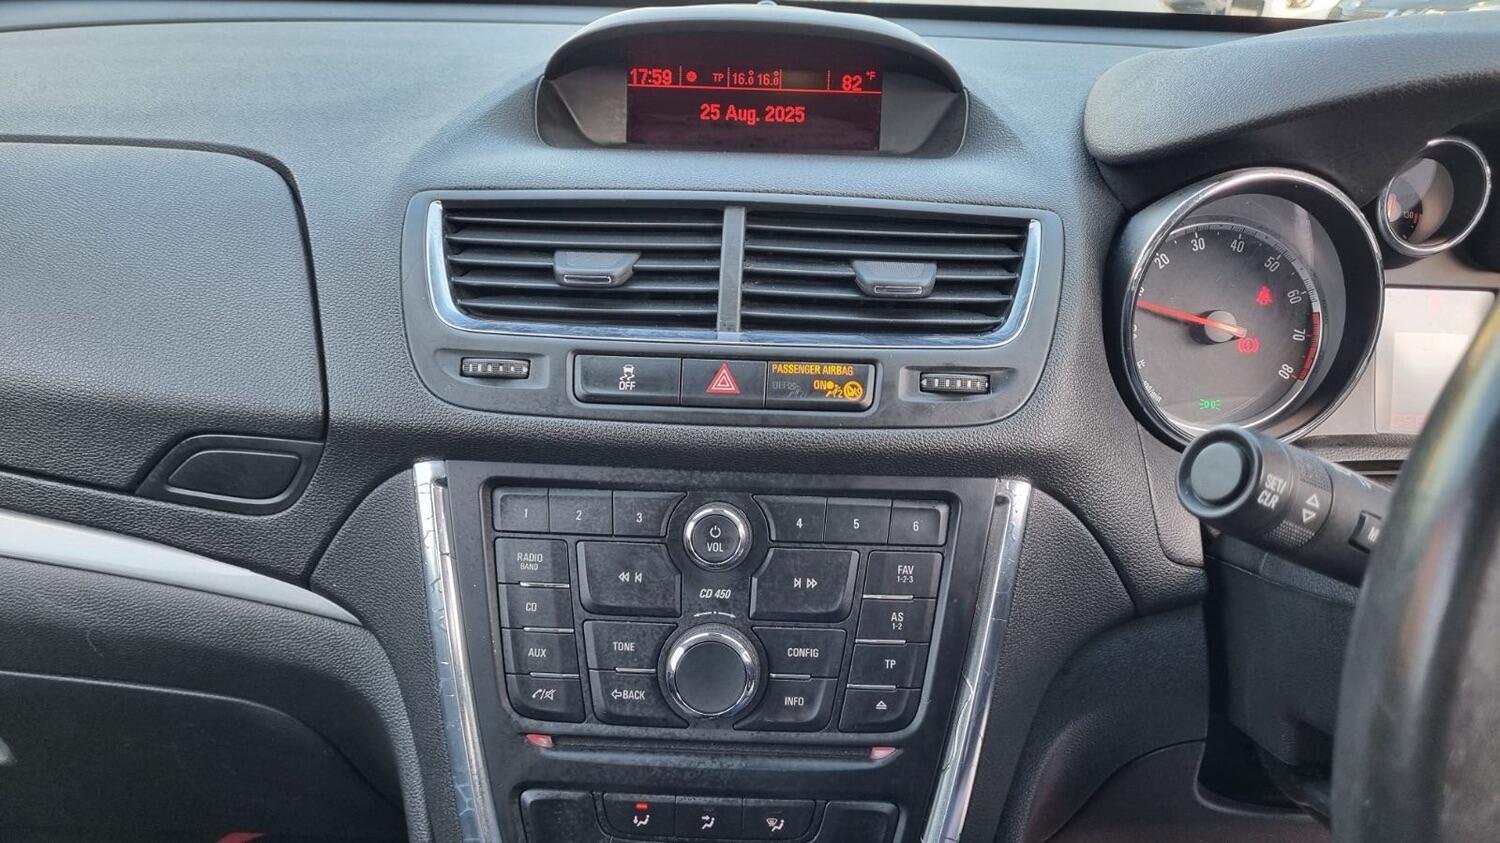 17:59 TP 16.0 16.0 82 °F
25 Aug. 2025
130
20 30 40 50 60 70 80
PASSENGER AIRBAG
OFF
OFF ON 2
SET/
CLR
1 2 3 4 5 6
VOL
RADIO
BAND
FAV
1-2-3
CD 450
CD
AS
1-2
AUX
TONE
CONFIG
TP
BACK
INFO